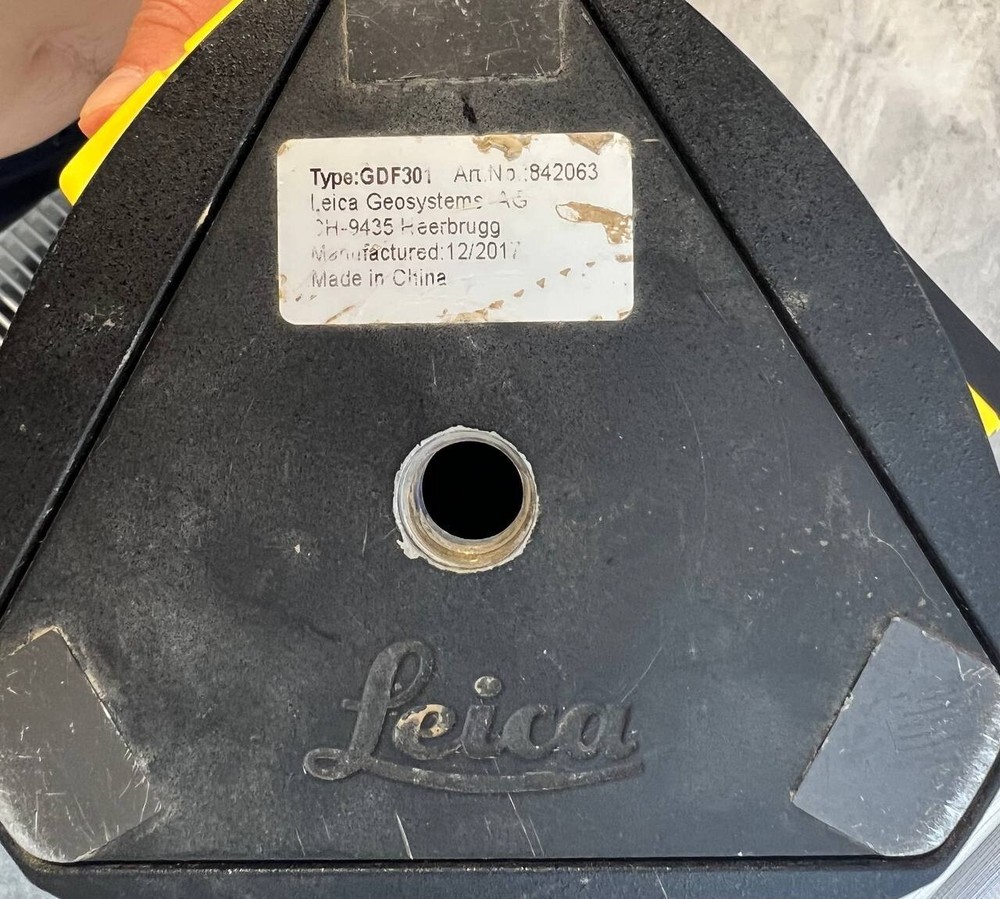 Type:GDF301 Art.No.:842063
Leica Geosystems AG
CH-9435 Heerbrugg
Manufactured:12/2017
Made in China
Leica